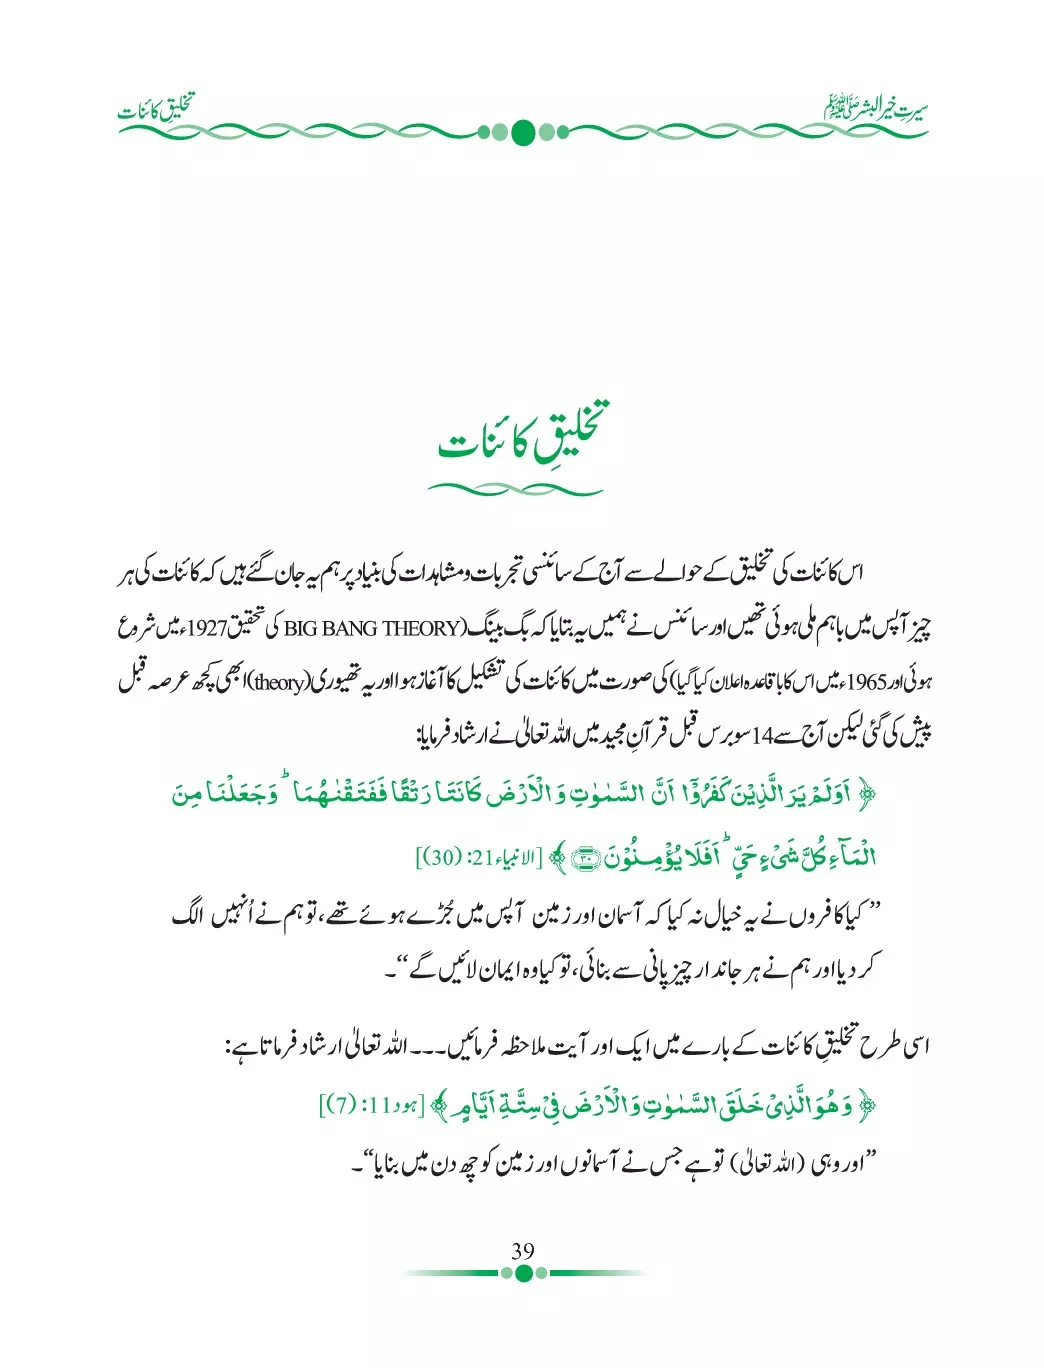 سیرتِ خیر البشر ﷺ
تخلیقِ کائنات
تخلیقِ کائنات
اس کائنات کی تخلیق کے حوالے سے آج کے سائنسی تجربات و مشاہدات کی بنیاد پر ہم یہ جان گئے ہیں کہ کائنات کی ہر
چیز آپس میں باہم ملی ہوئی تھیں اور سائنس نے ہمیں یہ بتایا کہ بگ بینگ (BIG BANG THEORY کی تحقیق 1927ء میں شروع
ہوئی اور 1965ء میں اس کا باقاعدہ اعلان کیا گیا) کی صورت میں کائنات کی تشکیل کا آغاز ہوا اور یہ تھیوری (theory) ابھی کچھ عرصہ قبل
پیش کی گئی لیکن آج سے 14 سو برس قبل قرآنِ مجید میں اللہ تعالیٰ نے ارشاد فرمایا:
﴿ اَوَلَمْ یَرَ الَّذِیْنَ كَفَرُوْۤا اَنَّ السَّمٰوٰتِ وَ الْاَرْضَ كَانَتَا رَتْقًا فَفَتَقْنٰهُمَاؕ وَ جَعَلْنَا مِنَ
الْمَآءِ كُلَّ شَیْءٍ حَیٍّؕ اَفَلَا یُؤْمِنُوْنَ ۝۳۰ ﴾ [الانبیاء 21: (30)]
’’ کیا کافروں نے یہ خیال نہ کیا کہ آسمان اور زمین آپس میں جُڑے ہوئے تھے، تو ہم نے اُنہیں الگ
کر دیا اور ہم نے ہر جاندار چیز پانی سے بنائی، تو کیا وہ ایمان لائیں گے‘‘۔
اسی طرح تخلیقِ کائنات کے بارے میں ایک اور آیت ملاحظہ فرمائیں۔۔۔ اللہ تعالیٰ ارشاد فرماتا ہے:
﴿ وَ هُوَ الَّذِیْ خَلَقَ السَّمٰوٰتِ وَ الْاَرْضَ فِیْ سِتَّةِ اَیَّامٍ ﴾ [ہود 11: (7)]
’’اور وہی (اللہ تعالیٰ) تو ہے جس نے آسمانوں اور زمین کو چھ دن میں بنایا‘‘۔
39